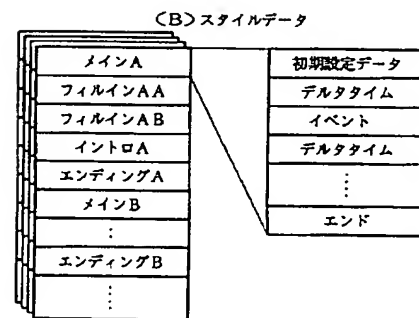 (B)スタイルデータ
メインA
フィルインAA
フィルインAB
イントロA
エンディングA
メインB
:
エンディングB
⋮
初期設定データ
デルタタイム
イベント
デルタタイム
⋮
エンド